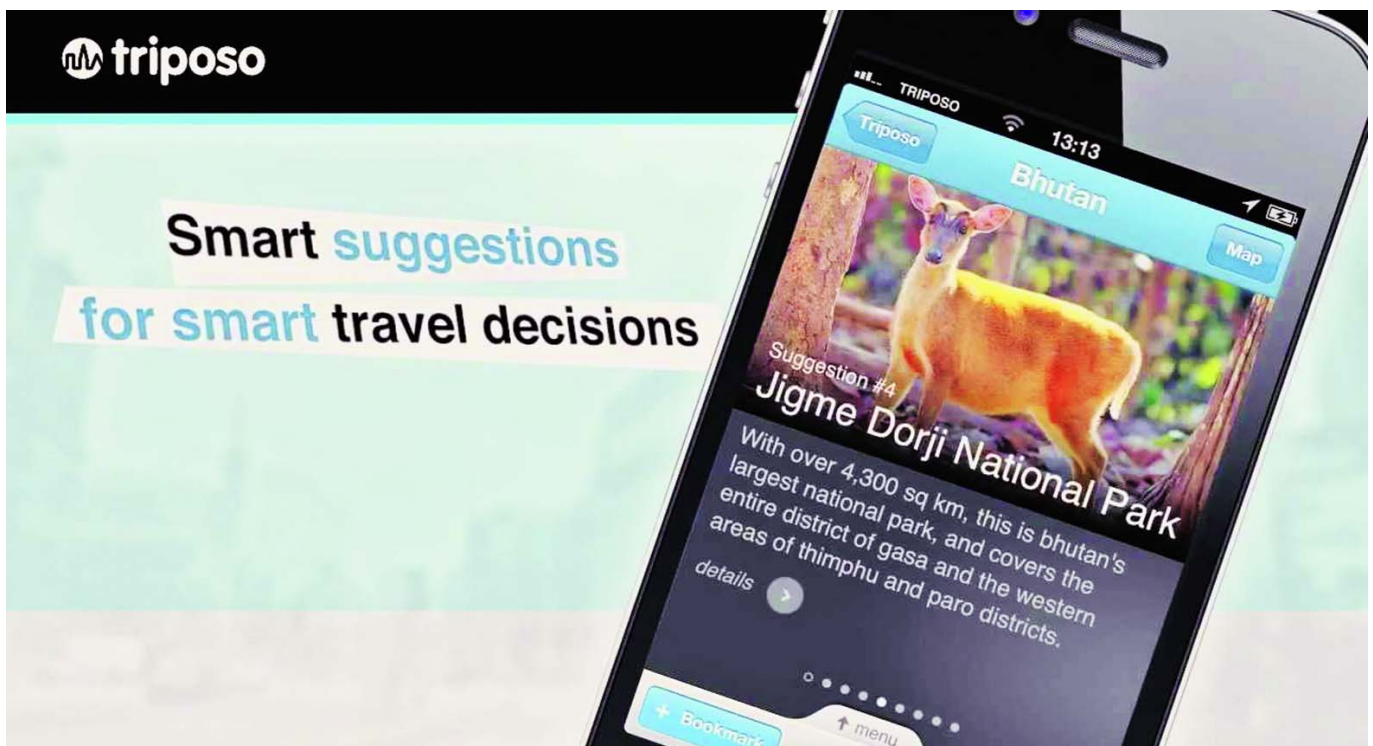 triposo
Smart suggestions
for smart travel decisions
TRIPOSO
13:13
Triposo
Bhutan
Map
Suggestion #4
Jigme Dorji National Park
With over 4,300 sq km, this is bhutan's
largest national park, and covers the
entire district of gasa and the western
areas of thimphu and paro districts.
details
+ Bookmark
menu